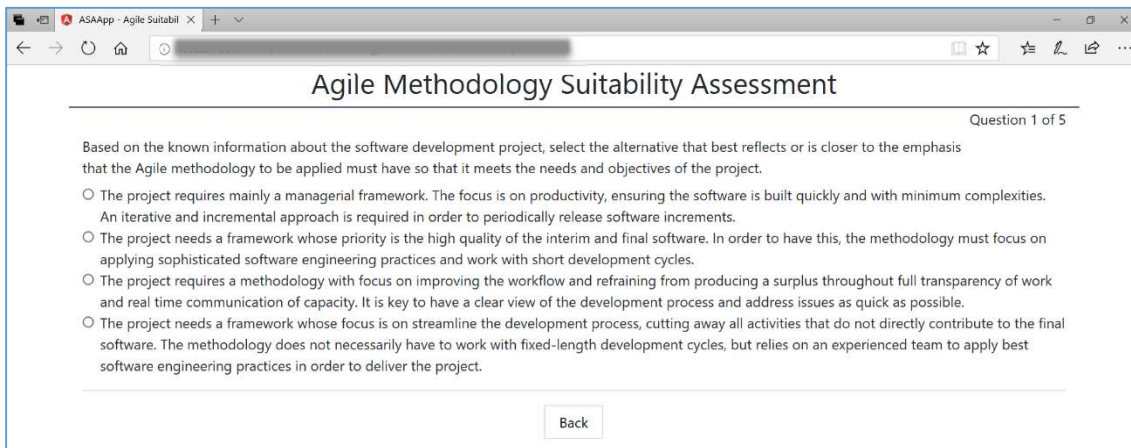 ASAApp - Agile Suitabil
Agile Methodology Suitability Assessment
Question 1 of 5
Based on the known information about the software development project, select the alternative that best reflects or is closer to the emphasis
that the Agile methodology to be applied must have so that it meets the needs and objectives of the project.
The project requires mainly a managerial framework. The focus is on productivity, ensuring the software is built quickly and with minimum complexities.
An iterative and incremental approach is required in order to periodically release software increments.
The project needs a framework whose priority is the high quality of the interim and final software. In order to have this, the methodology must focus on
applying sophisticated software engineering practices and work with short development cycles.
The project requires a methodology with focus on improving the workflow and refraining from producing a surplus throughout full transparency of work
and real time communication of capacity. It is key to have a clear view of the development process and address issues as quick as possible.
The project needs a framework whose focus is on streamline the development process, cutting away all activities that do not directly contribute to the final
software. The methodology does not necessarily have to work with fixed-length development cycles, but relies on an experienced team to apply best
software engineering practices in order to deliver the project.
Back